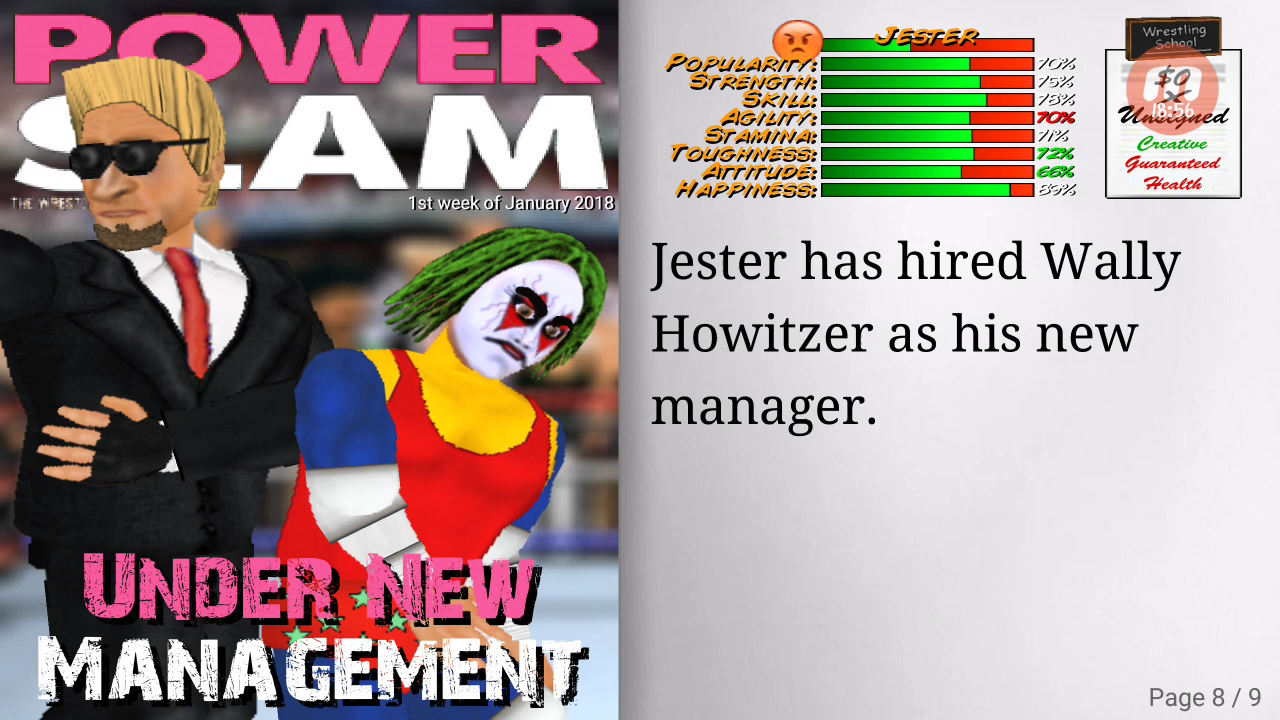 POWER
SLAM
1st week of January 2018
UNDER NEW
MANAGEMENT
JESTER
POPULARITY: 70%
STRENGTH: 75%
SKILL: 78%
AGILITY: 70%
STAMINA: 71%
TOUGHNESS: 72%
ATTITUDE: 66%
HAPPINESS: 89%
Wrestling
School
$0
18:56
Unsigned
Creative
Guaranteed
Health
Jester has hired Wally
Howitzer as his new
manager.
Page 8 / 9